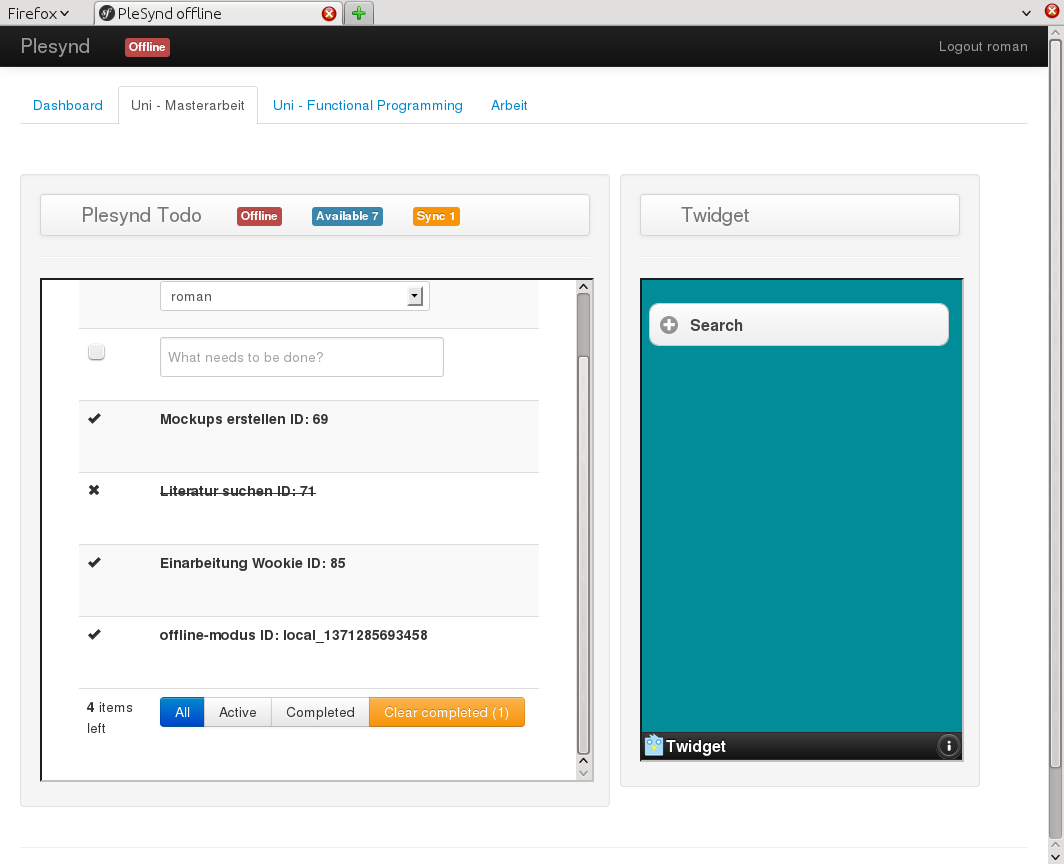 Firefox
PleSynd offline
Plesynd Offline Logout roman
Dashboard Uni - Masterarbeit Uni - Functional Programming Arbeit
Plesynd Todo Offline Available 7 Sync 1
roman
What needs to be done?
Mockups erstellen ID: 69
Literatur suchen ID: 71
Einarbeitung Wookie ID: 85
offline-modus ID: local_1371285693458
4 items
left
All Active Completed Clear completed (1)
Twidget
Search
Twidget